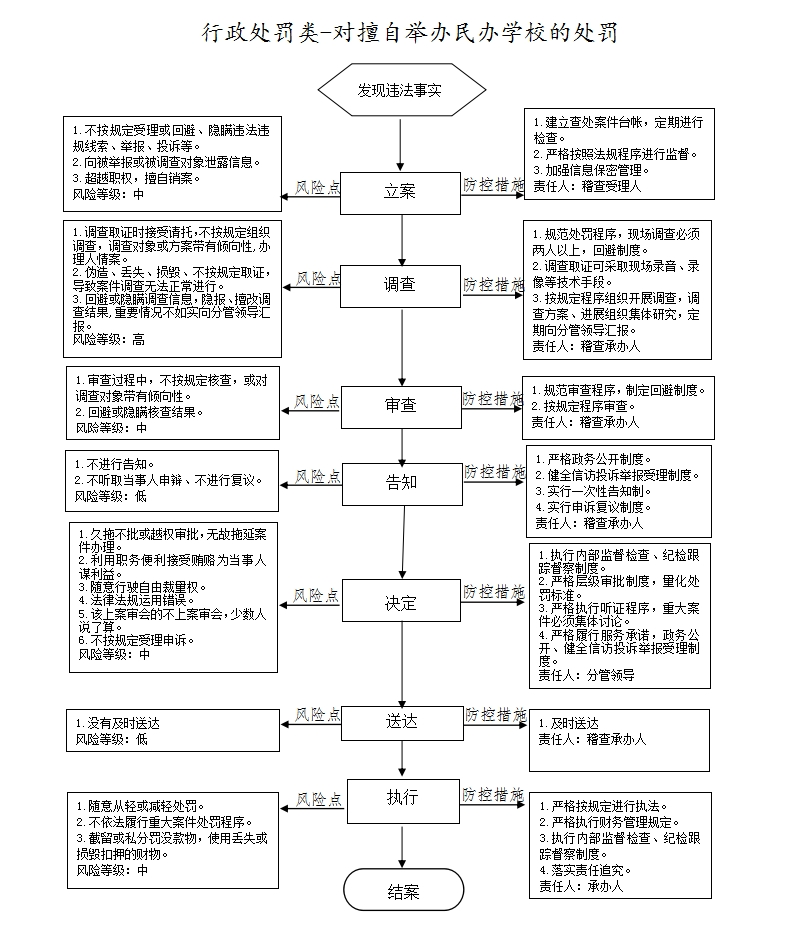 行政处罚类-对擅自举办民办学校的处罚
发现违法事实
1.不按规定受理或回避、隐瞒违法违
规线索、举报、投诉等。
2.向被举报或被调查对象泄露信息。
3.超越职权，擅自销案。
风险等级：中
风险点
立案
防控措施
1.建立查处案件台帐，定期进行
检查。
2.严格按照法规程序进行监督。
3.加强信息保密管理。
责任人：稽查受理人
1.调查取证时接受请托,不按规定组织
调查，调查对象或方案带有倾向性,办
理人情案。
2.伪造、丢失、损毁、不按规定取证，
导致案件调查无法正常进行。
3.回避或隐瞒调查信息,隐报、擅改调
查结果,重要情况不如实向分管领导汇
报。
风险等级：高
风险点
调查
防控措施
1.规范处罚程序，现场调查必须
两人以上，回避制度。
2.调查取证可采取现场录音、录
像等技术手段。
3.按规定程序组织开展调查，调
查方案、进展组织集体研究，定
期向分管领导汇报。
责任人：稽查承办人
1.审查过程中，不按规定核查，或对
调查对象带有倾向性。
2.回避或隐瞒核查结果。
风险等级：中
风险点
审查
防控措施
1.规范审查程序，制定回避制度。
2.按规定程序审查。
责任人：稽查承办人
1.不进行告知。
2.不听取当事人申辩、不进行复议。
风险等级：低
风险点
告知
防控措施
1.严格政务公开制度。
2.健全信访投诉举报受理制度。
3.实行一次性告知制。
4.实行申诉复议制度。
责任人：稽查承办人
1.久拖不批或越权审批,无故拖延案
件办理。
2.利用职务便利接受贿赂为当事人
谋利益。
3.随意行驶自由裁量权。
4.法律法规运用错误。
5.该上案审会的不上案审会,少数人
说了算。
6.不按规定受理申诉。
风险等级：中
风险点
决定
防控措施
1.执行内部监督检查、纪检跟
踪督察制度。
2.严格层级审批制度，量化处
罚标准。
3.严格执行听证程序，重大案
件必须集体讨论。
4.严格履行服务承诺，政务公
开、健全信访投诉举报受理制
度。
责任人：分管领导
1.没有及时送达
风险等级：低
风险点
送达
防控措施
1.及时送达
责任人：稽查承办人
1.随意从轻或减轻处罚。
2.不依法履行重大案件处罚程序。
3.截留或私分罚没款物，使用丢失或
损毁扣押的财物。
风险等级：中
风险点
执行
防控措施
1.严格按规定进行执法。
2.严格执行财务管理规定。
3.执行内部监督检查、纪检跟
踪督察制度。
4.落实责任追究。
责任人：承办人
结案